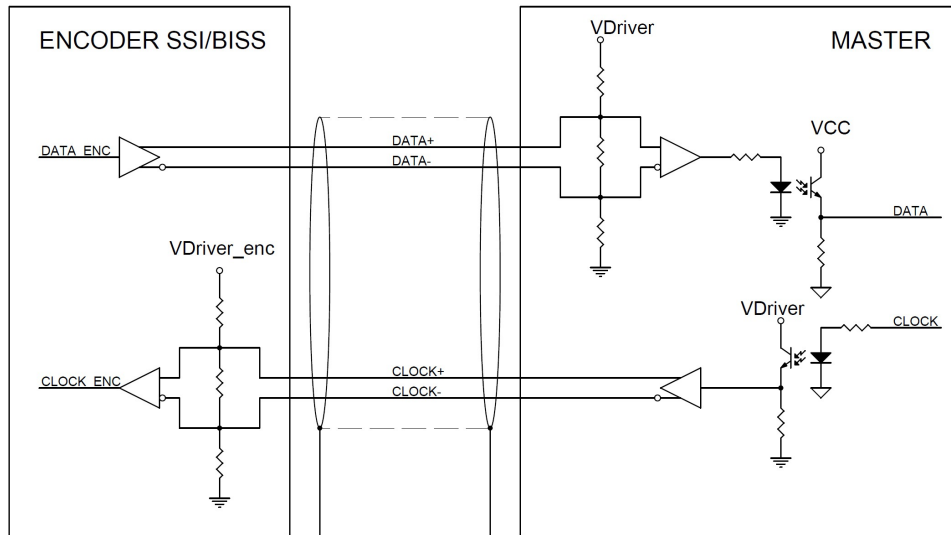 ENCODER SSI/BISS
VDriver
MASTER
DATA_ENC
DATA+
DATA-
VCC
DATA
VDriver_enc
VDriver
CLOCK
CLOCK_ENC
CLOCK+
CLOCK-